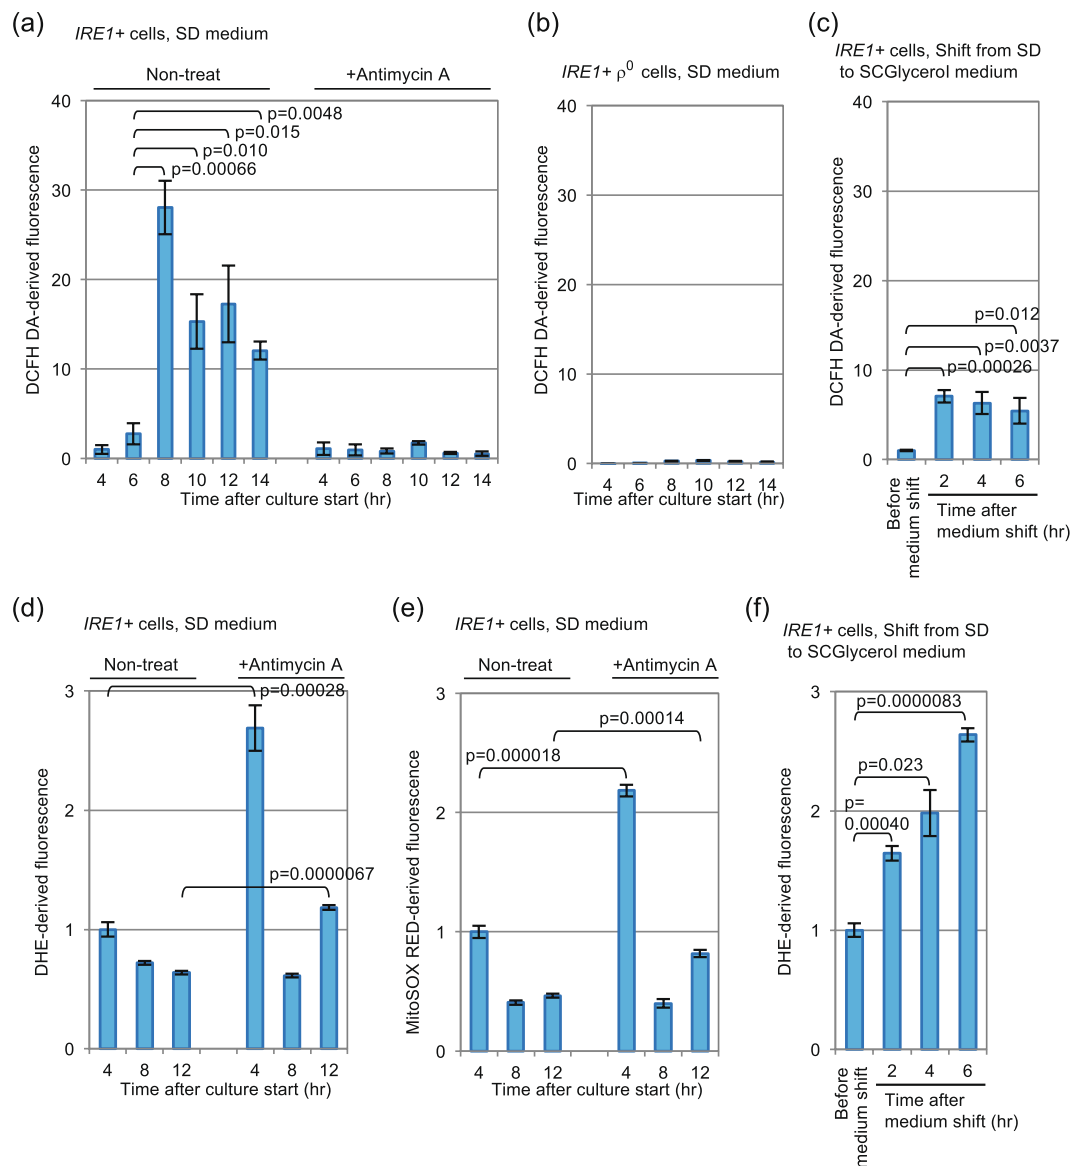 (a)
IRE1+ cells, SD medium
Non-treat
+Antimycin A
DCFH DA-derived fluorescence
40
30
20
10
0
p=0.0048
p=0.015
p=0.010
p=0.00066
4 6 8 10 12 14 4 6 8 10 12 14
Time after culture start (hr)
(b)
IRE1+ ρ0 cells, SD medium
DCFH DA-derived fluorescence
40
30
20
10
0
4 6 8 10 12 14
Time after culture start (hr)
(c)
IRE1+ cells, Shift from SD
to SCGlycerol medium
DCFH DA-derived fluorescence
40
30
20
10
0
p=0.012
p=0.0037
p=0.00026
Before
medium shift
2 4 6
Time after
medium shift (hr)
(d)
IRE1+ cells, SD medium
Non-treat
+Antimycin A
DHE-derived fluorescence
3
2
1
0
p=0.00028
p=0.0000067
4 8 12 4 8 12
Time after culture start (hr)
(e)
IRE1+ cells, SD medium
Non-treat
+Antimycin A
MitoSOX RED-derived fluorescence
3
2
1
0
p=0.00014
p=0.000018
4 8 12 4 8 12
Time after culture start (hr)
(f)
IRE1+ cells, Shift from SD
to SCGlycerol medium
DHE-derived fluorescence
3
2
1
0
p=0.0000083
p=0.023
p=
0.00040
Before
medium shift
2 4 6
Time after
medium shift (hr)